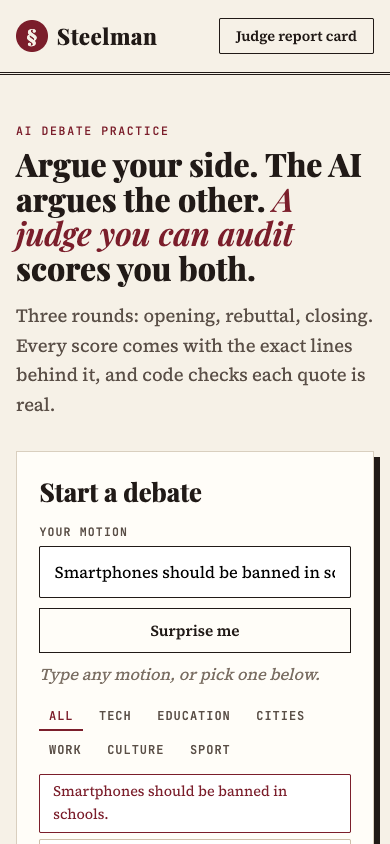 § Steelman
Judge report card
AI DEBATE PRACTICE
Argue your side. The AI
argues the other. A
judge you can audit
scores you both.
Three rounds: opening, rebuttal, closing.
Every score comes with the exact lines
behind it, and code checks each quote is
real.
Start a debate
YOUR MOTION
Smartphones should be banned in sc
Surprise me
Type any motion, or pick one below.
ALL TECH EDUCATION CITIES
WORK CULTURE SPORT
Smartphones should be banned in
schools.